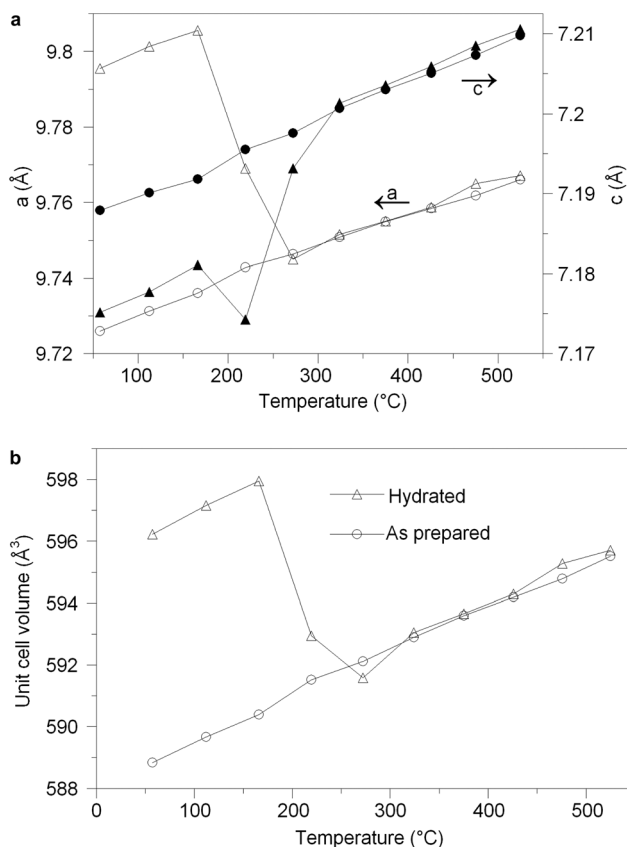 a
9.8
9.78
9.76
9.74
9.72
a (Å)
7.21
7.2
7.19
7.18
7.17
c (Å)
c
a
100 200 300 400 500
Temperature (°C)
b
598
596
594
592
590
588
Unit cell volume (Å³)
Hydrated
As prepared
0 100 200 300 400 500
Temperature (°C)